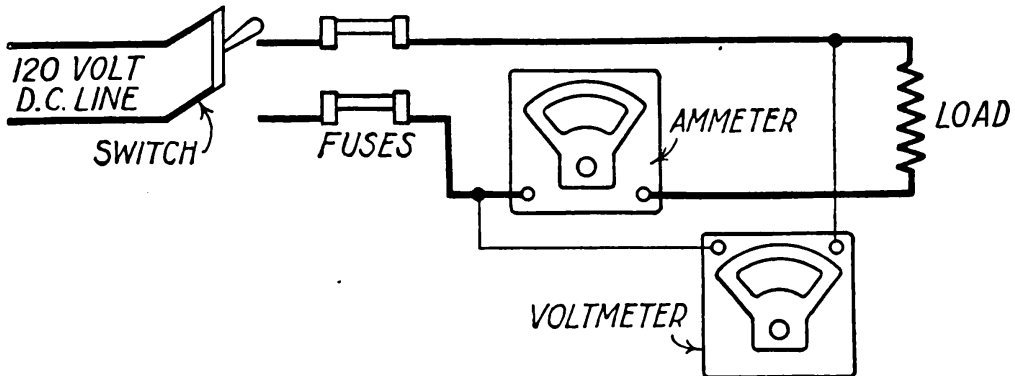 120 VOLT
D.C. LINE
SWITCH
FUSES
AMMETER
LOAD
VOLTMETER